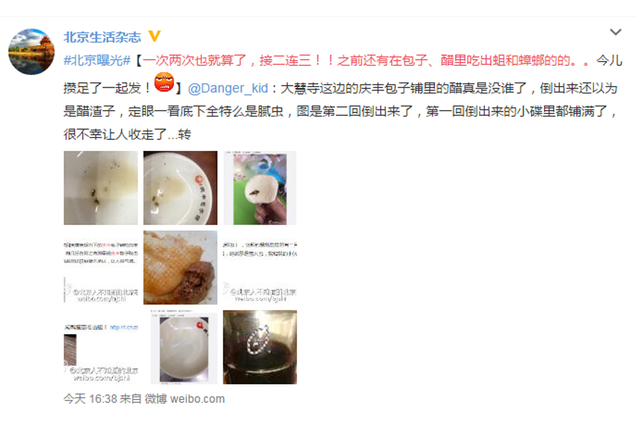 北京生活杂志
#北京曝光#【一次两次也就算了，接二连三！！之前还有在包子、醋里吃出蛆和蟑螂的的。。今儿
攒足了一起发！】@Danger_kid：大慧寺这边的庆丰包子铺里的醋真是没谁了，倒出来还以为
是醋渣子，定眼一看底下全特么是腻虫，图是第二回倒出来了，第一回倒出来的小碟里都铺满了，
很不幸让人收走了...转
@北京人不知道的北京
weibo.com/bjshi
@北京人不知道的北京
weibo.com/bjshi
@北京人不知道的北京
weibo.com/bjshi
今天 16:38 来自 微博 weibo.com